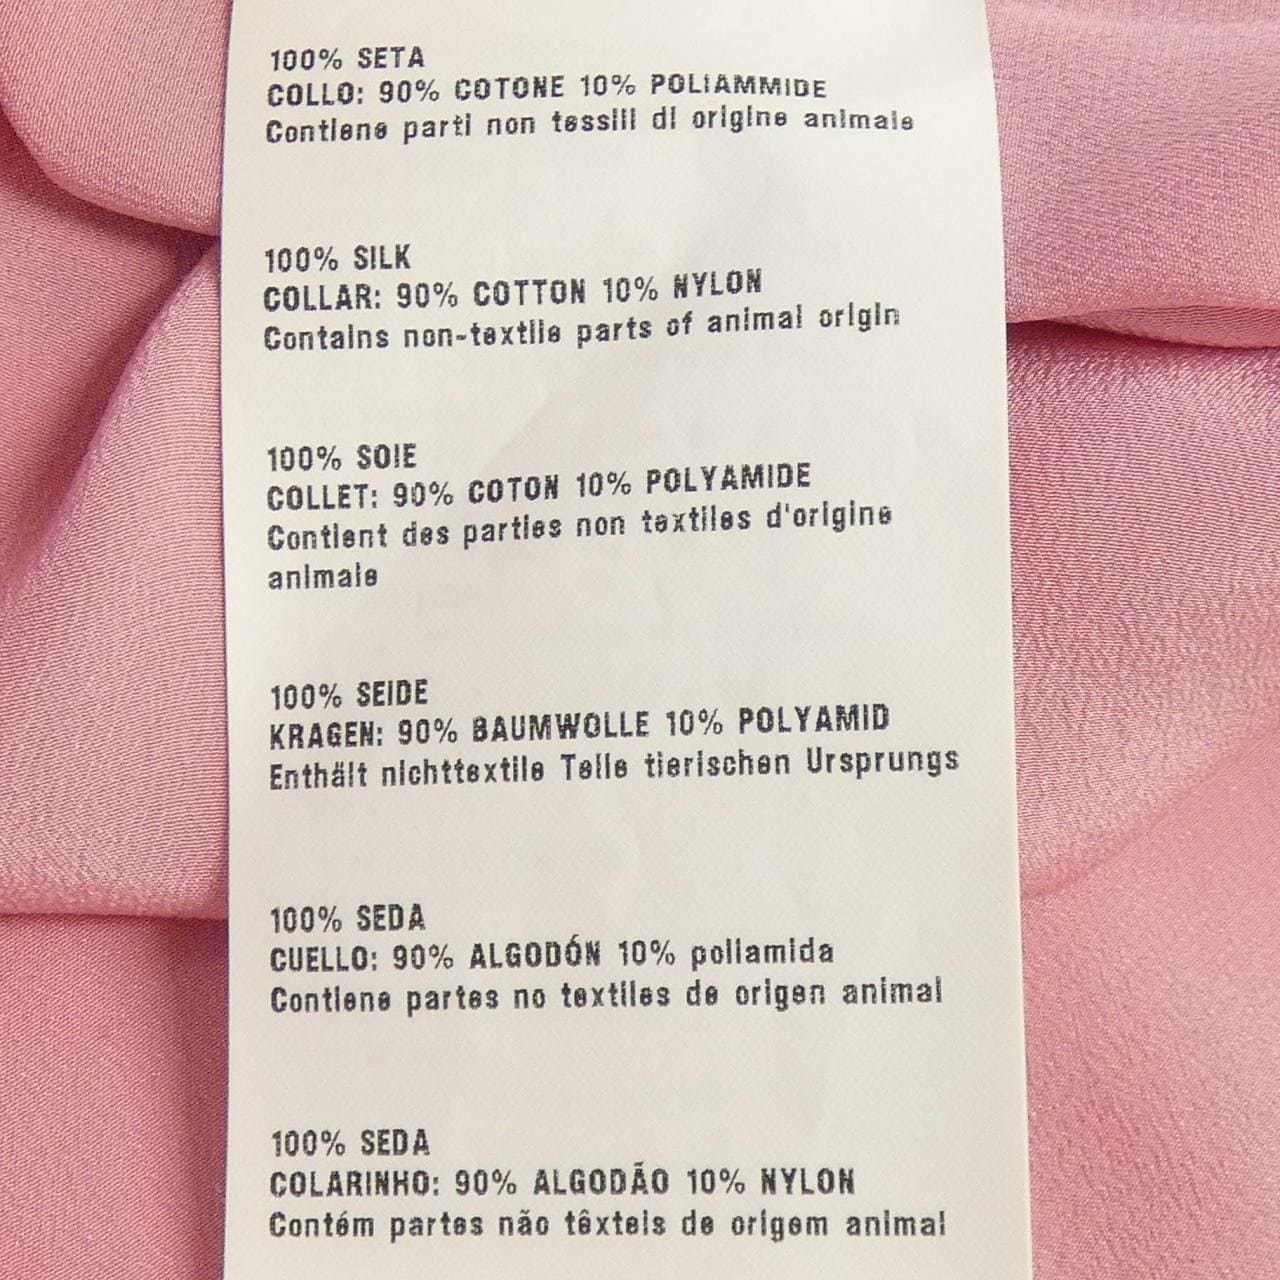 100% SETA
COLLO: 90% COTONE 10% POLIAMMIDE
Contiene parti non tessili di origine animale
100% SILK
COLLAR: 90% COTTON 10% NYLON
Contains non-textile parts of animal origin
100% SOIE
COLLET: 90% COTON 10% POLYAMIDE
Contient des parties non textiles d'origine
animale
100% SEIDE
KRAGEN: 90% BAUMWOLLE 10% POLYAMID
Enthält nichttextile Teile tierischen Ursprungs
100% SEDA
CUELLO: 90% ALGODÓN 10% poliamida
Contiene partes no textiles de origen animal
100% SEDA
COLARINHO: 90% ALGODÃO 10% NYLON
Contém partes não têxteis de origem animal